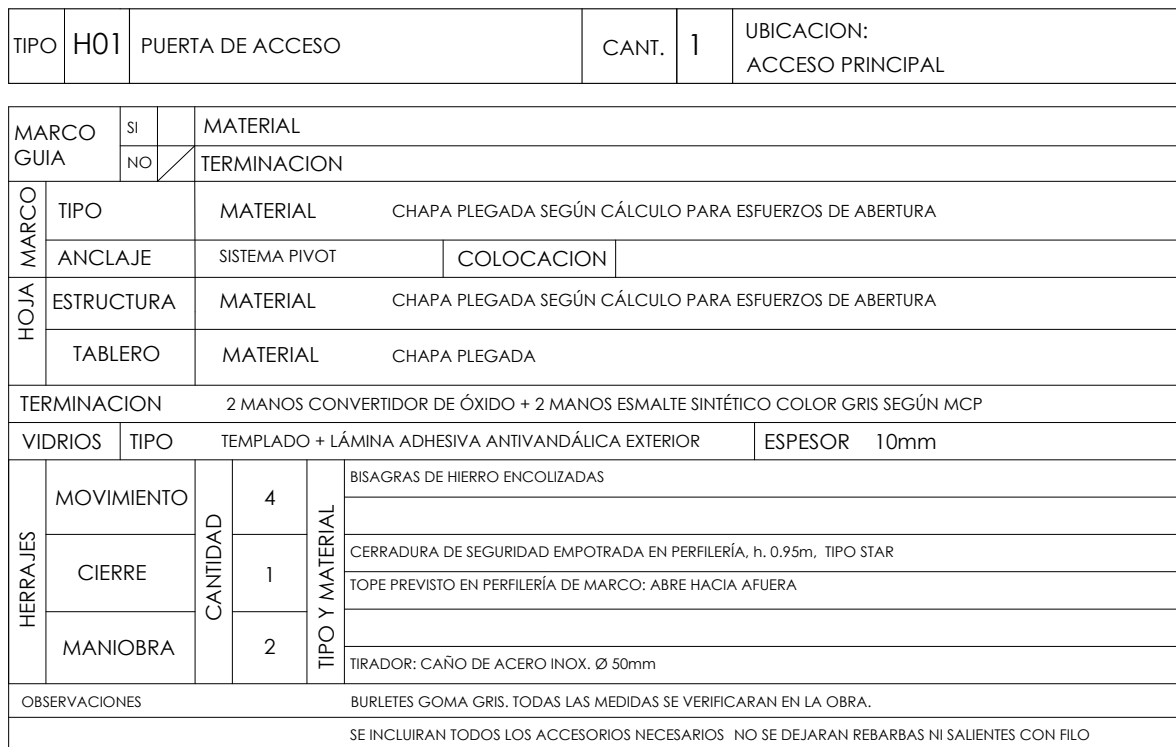 TIPO H01 PUERTA DE ACCESO CANT. 1 UBICACION:
ACCESO PRINCIPAL
MARCO GUIA SI MATERIAL
NO TERMINACION
MARCO TIPO MATERIAL CHAPA PLEGADA SEGÚN CÁLCULO PARA ESFUERZOS DE ABERTURA
ANCLAJE SISTEMA PIVOT COLOCACION
HOJA ESTRUCTURA MATERIAL CHAPA PLEGADA SEGÚN CÁLCULO PARA ESFUERZOS DE ABERTURA
TABLERO MATERIAL CHAPA PLEGADA
TERMINACION 2 MANOS CONVERTIDOR DE ÓXIDO + 2 MANOS ESMALTE SINTÉTICO COLOR GRIS SEGÚN MCP
VIDRIOS TIPO TEMPLADO + LÁMINA ADHESIVA ANTIVANDÁLICA EXTERIOR ESPESOR 10mm
HERRAJES MOVIMIENTO CANTIDAD 4 TIPO Y MATERIAL BISAGRAS DE HIERRO ENCOLIZADAS
CIERRE 1 CERRADURA DE SEGURIDAD EMPOTRADA EN PERFILERÍA, h. 0.95m, TIPO STAR
TOPE PREVISTO EN PERFILERÍA DE MARCO: ABRE HACIA AFUERA
MANIOBRA 2 TIRADOR: CAÑO DE ACERO INOX. Ø 50mm
OBSERVACIONES BURLETES GOMA GRIS. TODAS LAS MEDIDAS SE VERIFICARAN EN LA OBRA.
SE INCLUIRAN TODOS LOS ACCESORIOS NECESARIOS NO SE DEJARAN REBARBAS NI SALIENTES CON FILO